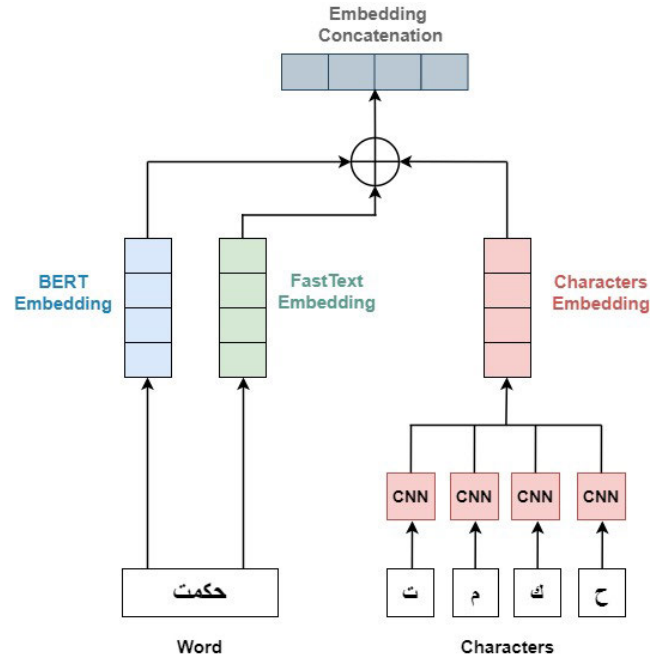 Embedding
Concatenation
BERT
Embedding
FastText
Embedding
Characters
Embedding
CNN
CNN
CNN
CNN
حكمت
ت
م
ك
ح
Word
Characters